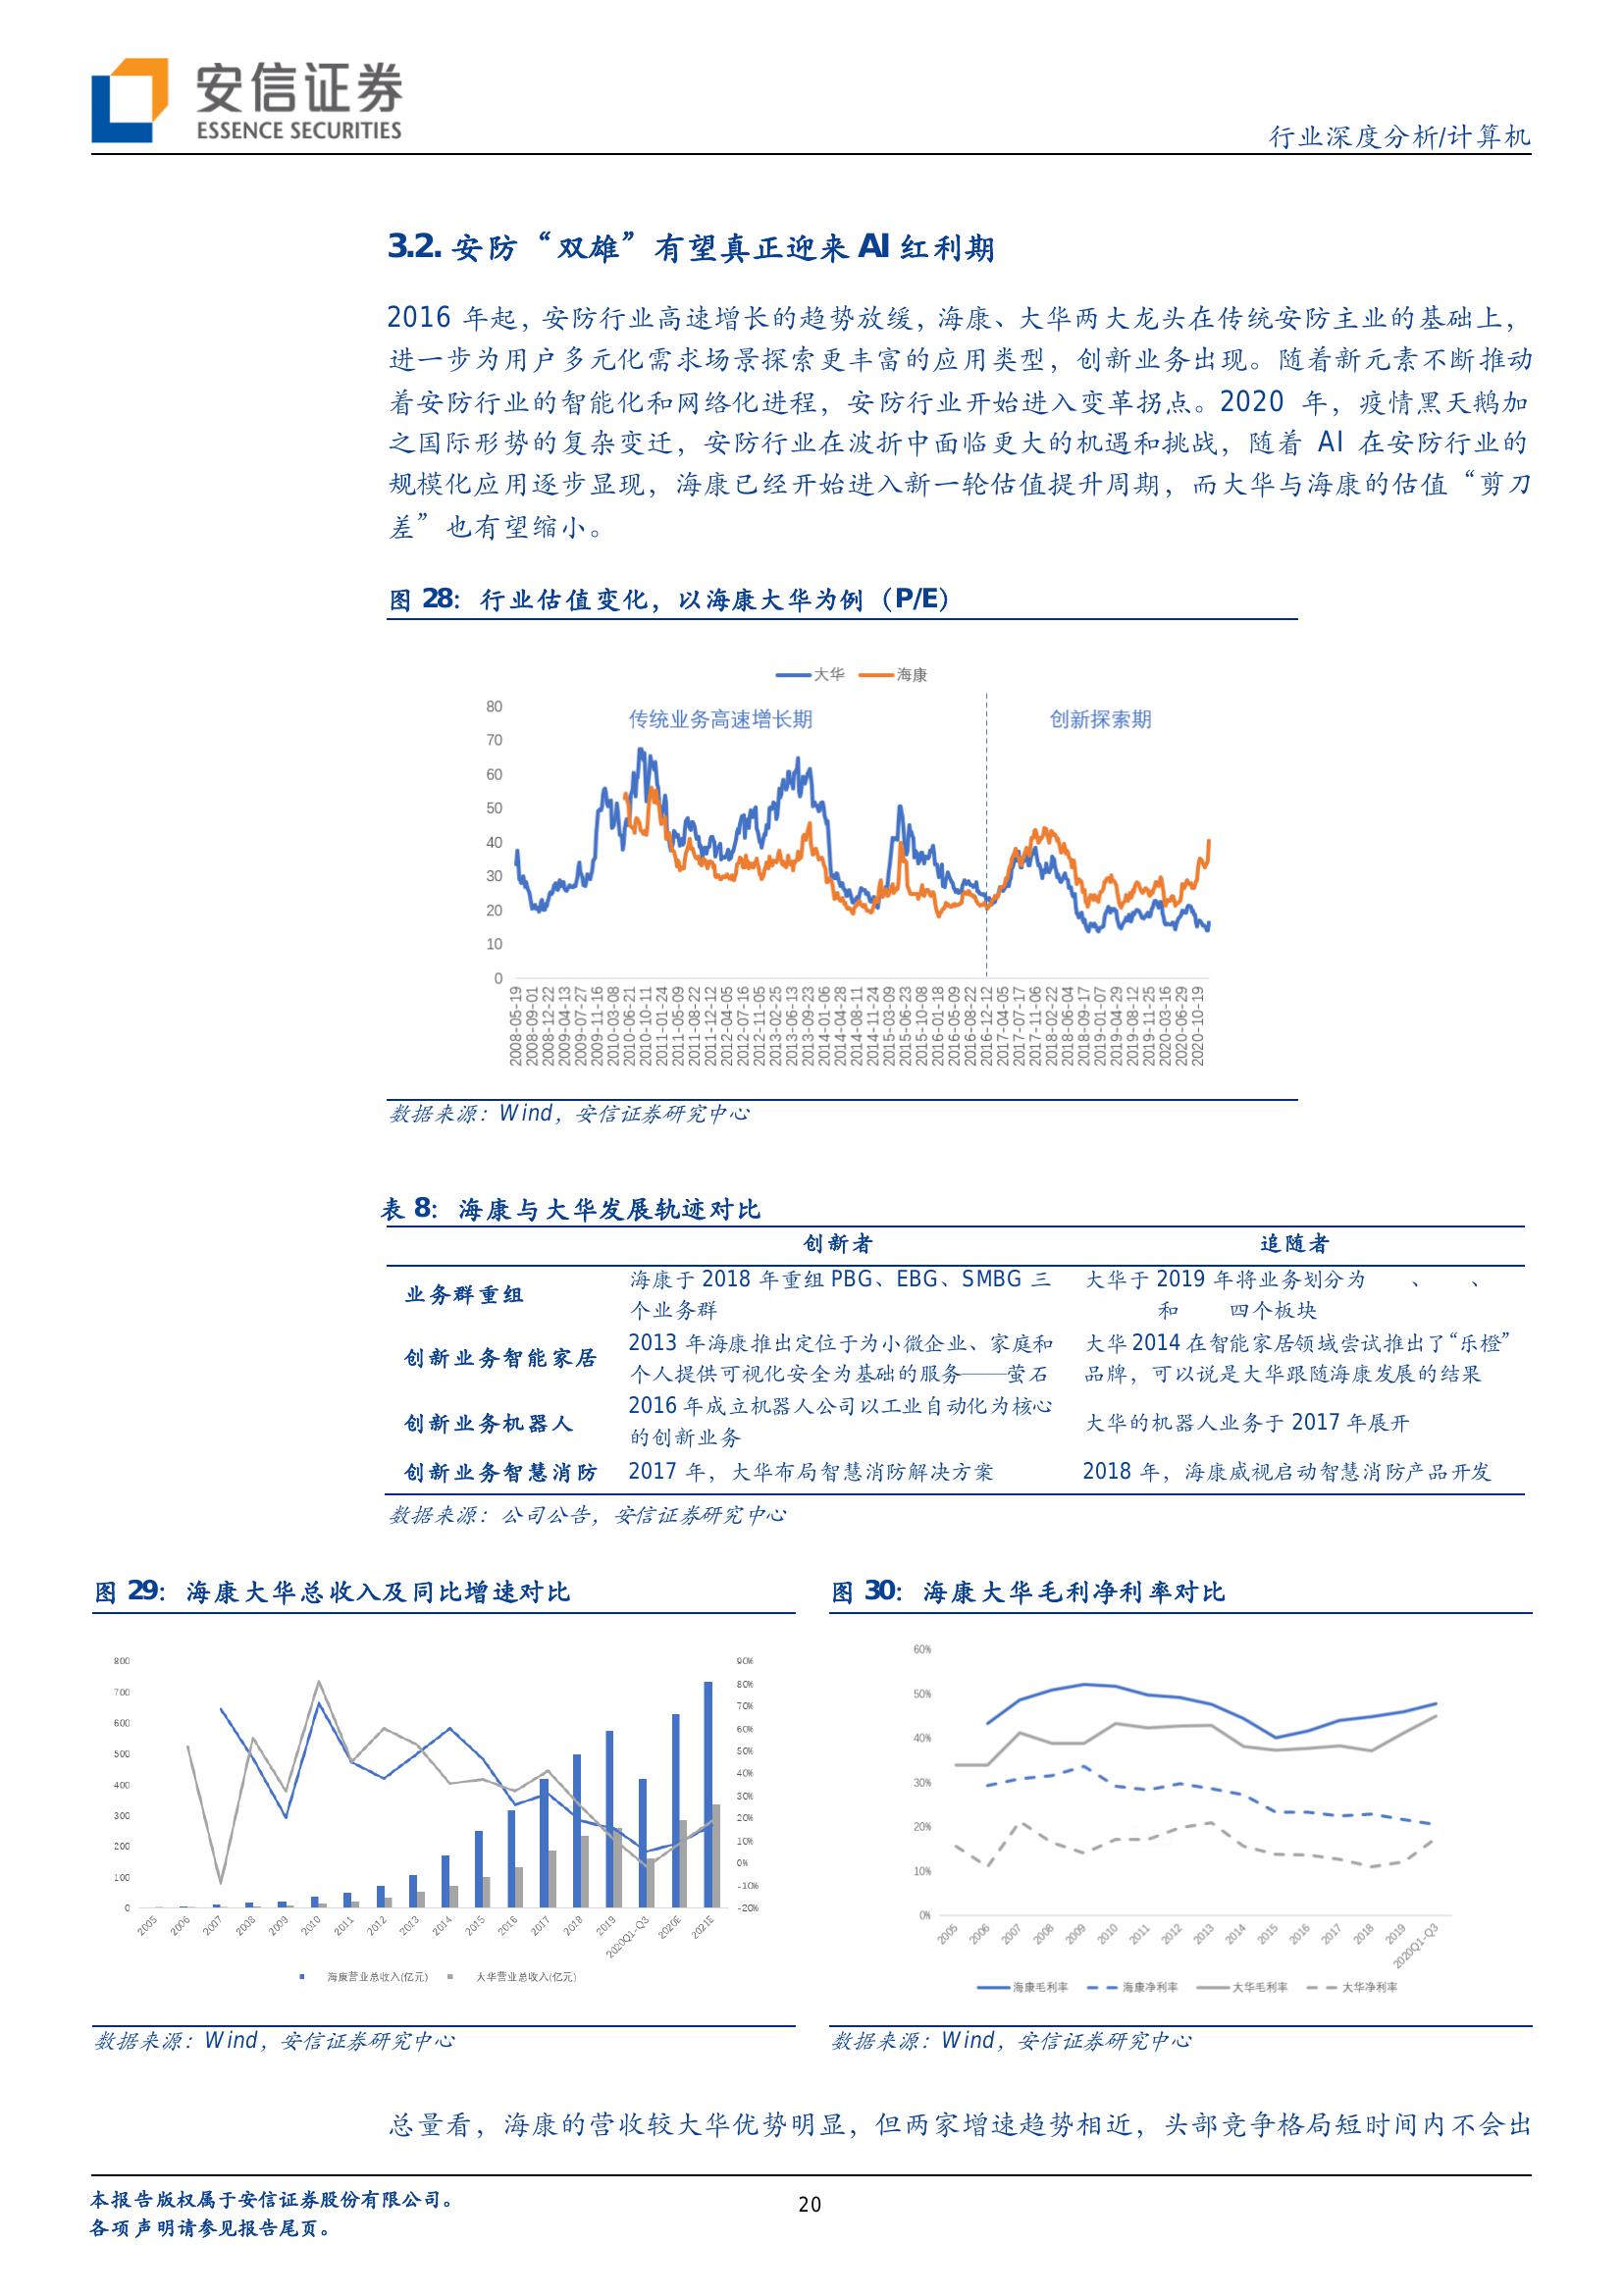 安信证券
ESSENCE SECURITIES
行业深度分析/计算机
3.2. 安防“双雄”有望真正迎来 AI 红利期
2016 年起，安防行业高速增长的趋势放缓，海康、大华两大龙头在传统安防主业的基础上，
进一步为用户多元化需求场景探索更丰富的应用类型，创新业务出现。随着新元素不断推动
着安防行业的智能化和网络化进程，安防行业开始进入变革拐点。2020 年，疫情黑天鹅加
之国际形势的复杂变迁，安防行业在波折中面临更大的机遇和挑战，随着 AI 在安防行业的
规模化应用逐步显现，海康已经开始进入新一轮估值提升周期，而大华与海康的估值“剪刀
差”也有望缩小。
图 28：行业估值变化，以海康大华为例（P/E）
大华 海康
传统业务高速增长期 创新探索期
80
70
60
50
40
30
20
10
0
2008-05-19 2008-09-01 2008-12-22 2009-04-13 2009-07-27 2009-11-16 2010-03-08 2010-06-21 2010-10-11 2011-01-24 2011-05-09 2011-08-22 2011-12-12 2012-04-05 2012-07-16 2012-11-05 2013-02-25 2013-06-13 2013-09-23 2014-01-06 2014-04-28 2014-08-11 2014-11-24 2015-03-09 2015-06-23 2015-10-08 2016-01-18 2016-05-09 2016-08-22 2016-12-12 2017-04-05 2017-07-17 2017-11-06 2018-02-22 2018-06-04 2018-09-17 2019-01-07 2019-04-29 2019-08-12 2019-11-25 2020-03-16 2020-06-29 2020-10-19
数据来源：Wind，安信证券研究中心
表 8：海康与大华发展轨迹对比
创新者 追随者
业务群重组 海康于 2018 年重组 PBG、EBG、SMBG 三 大华于 2019 年将业务划分为 、 、
个业务群 和 四个板块
创新业务智能家居 2013 年海康推出定位于为小微企业、家庭和 大华 2014 在智能家居领域尝试推出了“乐橙”
个人提供可视化安全为基础的服务——萤石 品牌，可以说是大华跟随海康发展的结果
创新业务机器人 2016 年成立机器人公司以工业自动化为核心 大华的机器人业务于 2017 年展开
的创新业务
创新业务智慧消防 2017 年，大华布局智慧消防解决方案 2018 年，海康威视启动智慧消防产品开发
数据来源：公司公告，安信证券研究中心
图 29：海康大华总收入及同比增速对比
800
700
600
500
400
300
200
100
0
90%
80%
70%
60%
50%
40%
30%
20%
10%
0%
-10%
-20%
2005 2006 2007 2008 2009 2010 2011 2012 2013 2014 2015 2016 2017 2018 2019 2020Q1-Q3 2020E 2021E
海康营业总收入(亿元) 大华营业总收入(亿元)
数据来源：Wind，安信证券研究中心
图 30：海康大华毛利净利率对比
60%
50%
40%
30%
20%
10%
0%
2005 2006 2007 2008 2009 2010 2011 2012 2013 2014 2015 2016 2017 2018 2019 2020Q1-Q3
海康毛利率 海康净利率 大华毛利率 大华净利率
数据来源：Wind，安信证券研究中心
总量看，海康的营收较大华优势明显，但两家增速趋势相近，头部竞争格局短时间内不会出
本报告版权属于安信证券股份有限公司。
各项声明请参见报告尾页。
20